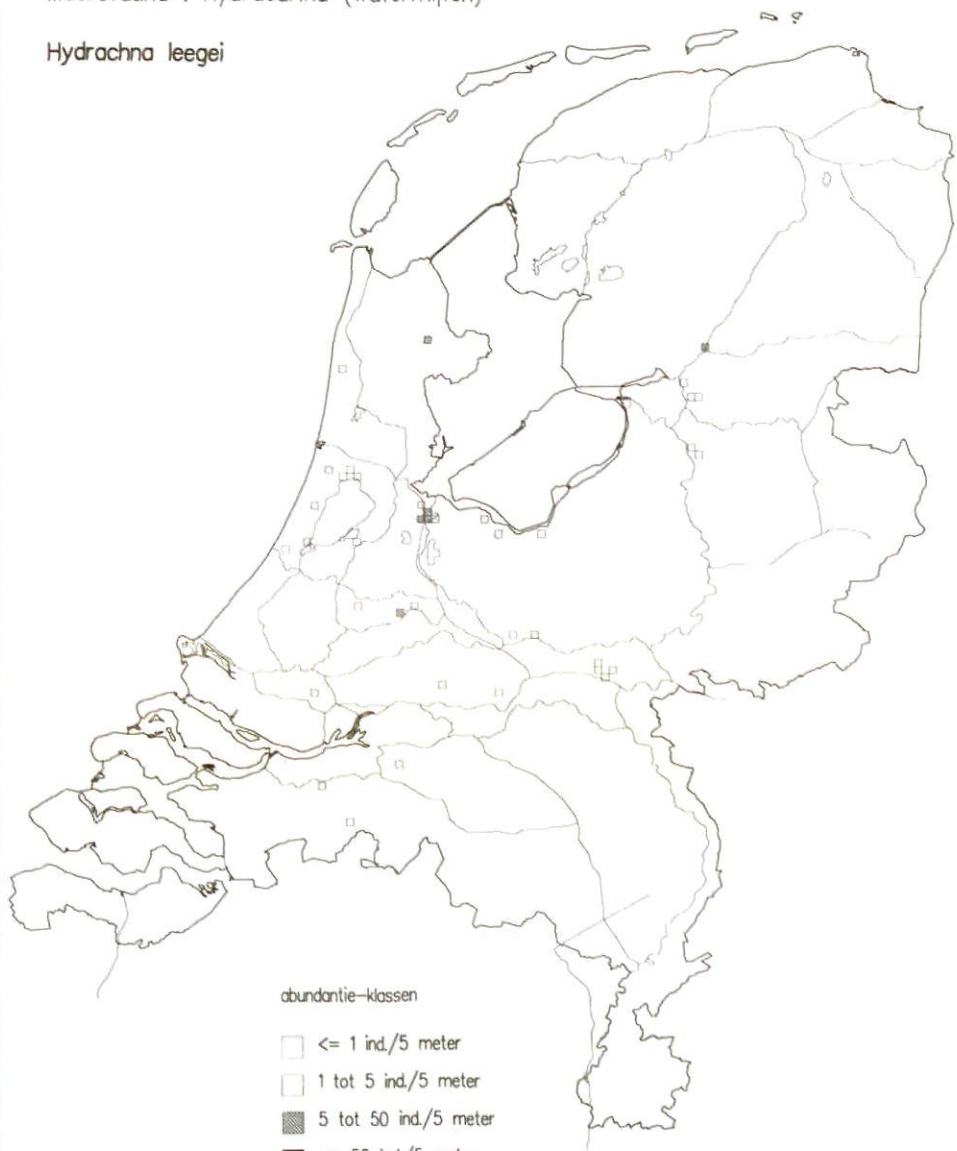 Hydrachna leegei
abundantie-klassen
<= 1 ind./5 meter
1 tot 5 ind./5 meter
5 tot 50 ind./5 meter